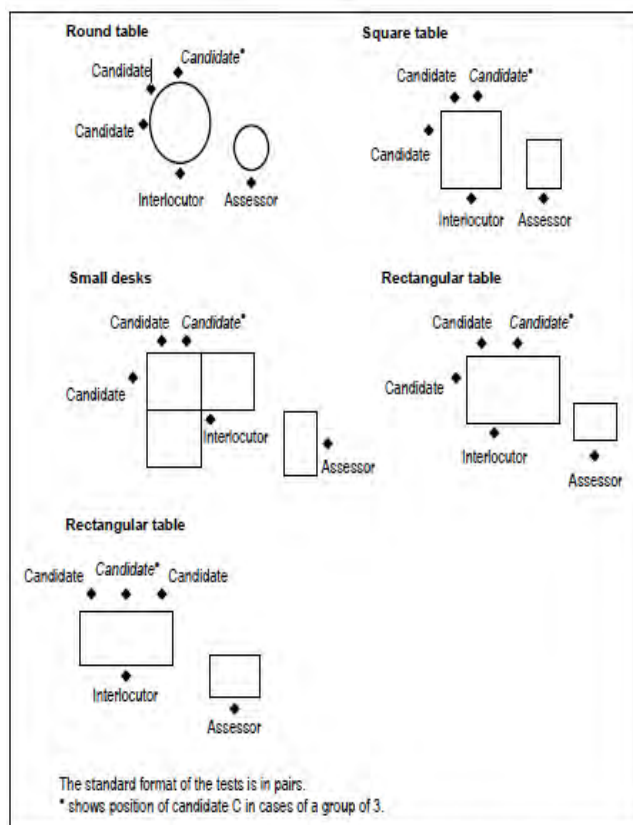 Round table
Candidate Candidate*
Candidate
Interlocutor Assessor
Square table
Candidate Candidate*
Candidate
Interlocutor Assessor
Small desks
Candidate Candidate*
Candidate
Interlocutor
Assessor
Rectangular table
Candidate Candidate*
Candidate
Interlocutor
Assessor
Rectangular table
Candidate Candidate* Candidate
Interlocutor
Assessor
The standard format of the tests is in pairs.
* shows position of candidate C in cases of a group of 3.